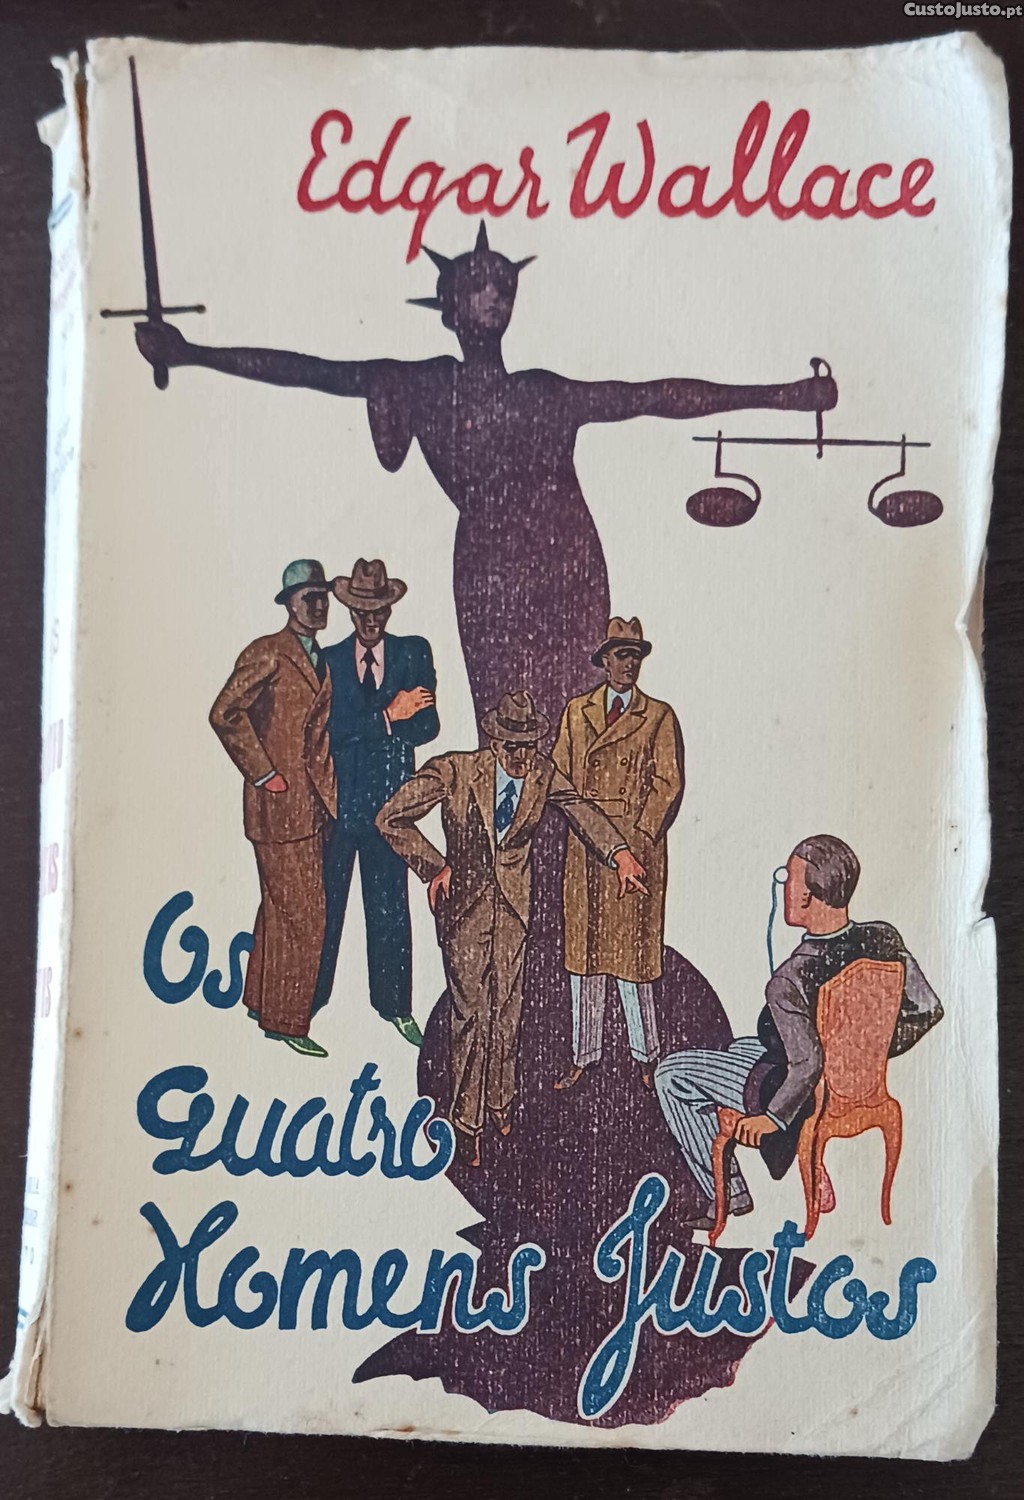 CustoJusto.pt
Edgar Wallace
Os
Quatro
Homens Justos